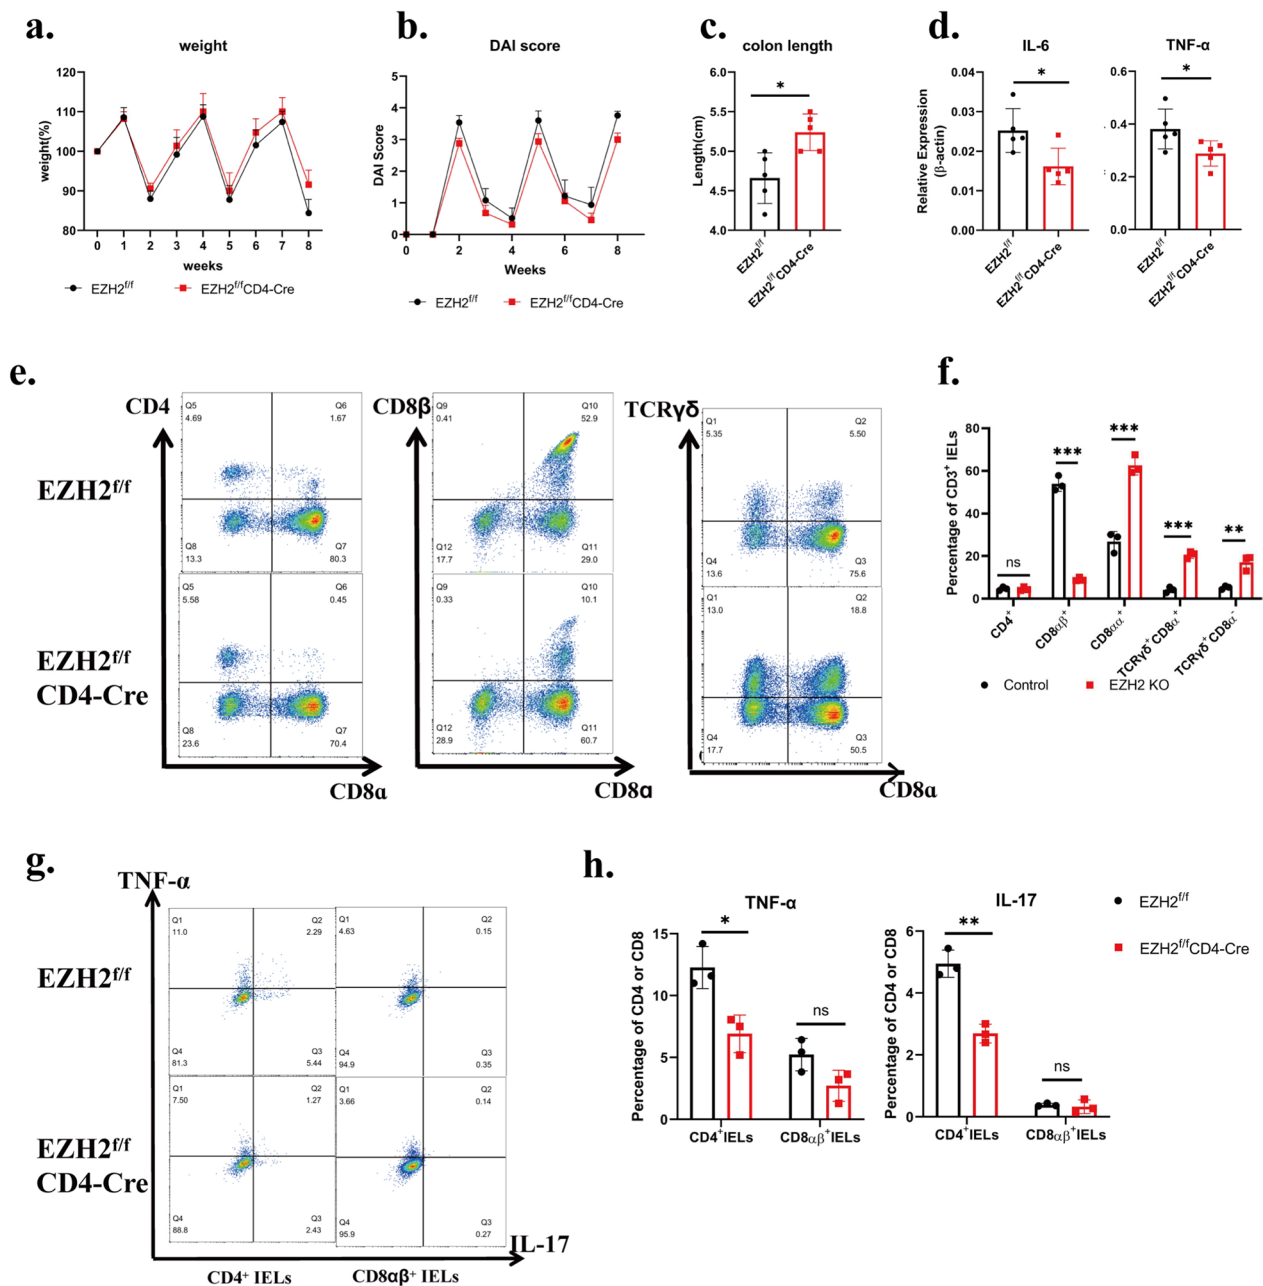 a.
weight
weight(%)
120
110
100
90
80
0 1 2 3 4 5 6 7 8
weeks
EZH2f/f
EZH2f/fCD4-Cre
b.
DAI score
DAI Score
5
4
3
2
1
0
0 2 4 6 8
Weeks
EZH2f/f
EZH2f/fCD4-Cre
c.
colon length
Length(cm)
6.0
5.5
5.0
4.5
4.0
*
EZH2f/f
EZH2f/fCD4-Cre
d.
IL-6
Relative Expression
(β-actin)
0.04
0.03
0.02
0.01
0.00
*
EZH2f/f
EZH2f/fCD4-Cre
TNF-α
0.6
0.2
0.0
*
EZH2f/f
EZH2f/fCD4-Cre
e.
CD4
CD8β
TCRγδ
EZH2f/f
Q5
4.69
Q6
1.67
Q8
13.3
Q7
80.3
Q9
0.41
Q10
52.9
Q12
17.7
Q11
29.0
Q1
5.35
Q2
5.50
Q4
13.6
Q3
75.6
EZH2f/f
CD4-Cre
Q5
5.58
Q6
0.45
Q8
23.6
Q7
70.4
Q9
0.33
Q10
10.1
Q12
28.9
Q11
60.7
Q1
13.0
Q2
18.8
Q4
17.7
Q3
50.5
CD8α
CD8α
CD8α
f.
Percentage of CD3+ IELs
80
60
40
20
0
ns
***
***
***
**
CD4+
CD8αβ+
CD8αα+
TCRγδ+CD8α+
TCRγδ+CD8α-
Control
EZH2 KO
g.
TNF-α
EZH2f/f
Q1
11.0
Q2
2.29
Q4
81.3
Q3
5.44
Q1
4.63
Q2
0.15
Q4
94.9
Q3
0.35
EZH2f/f
CD4-Cre
Q1
7.50
Q2
1.27
Q4
88.8
Q3
2.43
Q1
3.66
Q2
0.14
Q4
95.9
Q3
0.27
IL-17
CD4+ IELs
CD8αβ+ IELs
h.
TNF-α
Percentage of CD4 or CD8
15
10
5
0
*
ns
CD4+IELs
CD8αβ+IELs
IL-17
Percentage of CD4 or CD8
6
4
2
0
**
ns
CD4+IELs
CD8αβ+IELs
EZH2f/f
EZH2f/fCD4-Cre